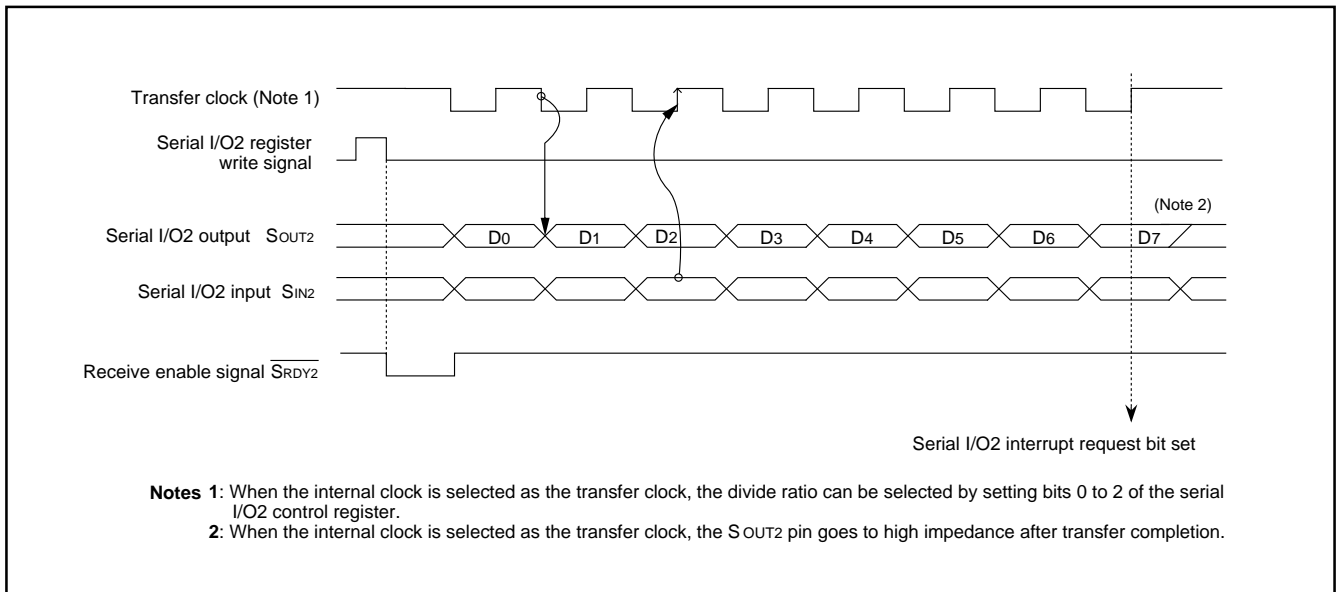 Transfer clock (Note 1)
Serial I/O2 register
write signal
(Note 2)
Serial I/O2 output SOUT2
D0 D1 D2 D3 D4 D5 D6 D7
Serial I/O2 input SIN2
Receive enable signal SRDY2
Serial I/O2 interrupt request bit set
Notes 1: When the internal clock is selected as the transfer clock, the divide ratio can be selected by setting bits 0 to 2 of the serial
I/O2 control register.
2: When the internal clock is selected as the transfer clock, the SOUT2 pin goes to high impedance after transfer completion.